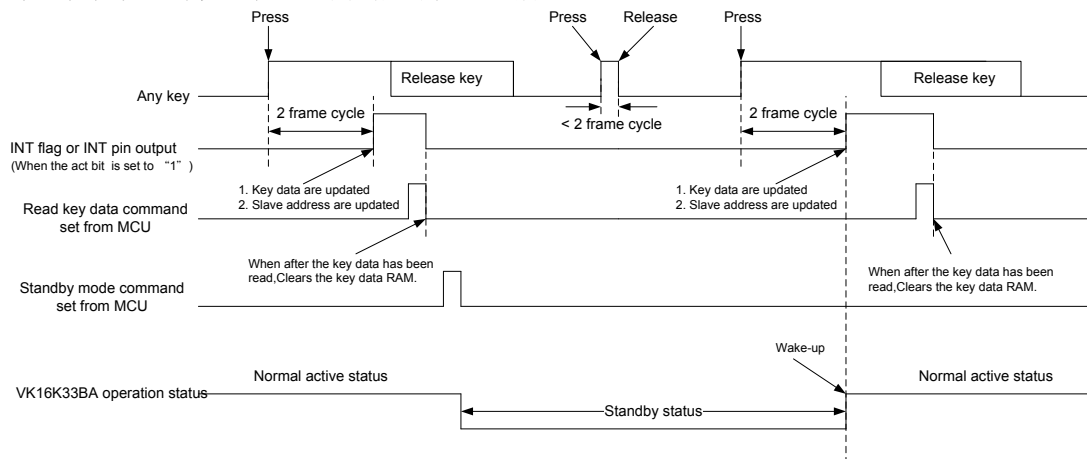 Press
Press
Release
Press
Any key
Release key
Release key
2 frame cycle
< 2 frame cycle
2 frame cycle
INT flag or INT pin output
(When the act bit is set to “1”)
1. Key data are updated
2. Slave address are updated
1. Key data are updated
2. Slave address are updated
Read key data command
set from MCU
When after the key data has been
read,Clears the key data RAM.
When after the key data has been
read,Clears the key data RAM.
Standby mode command
set from MCU
Wake-up
Normal active status
Normal active status
VK16K33BA operation status
Standby status